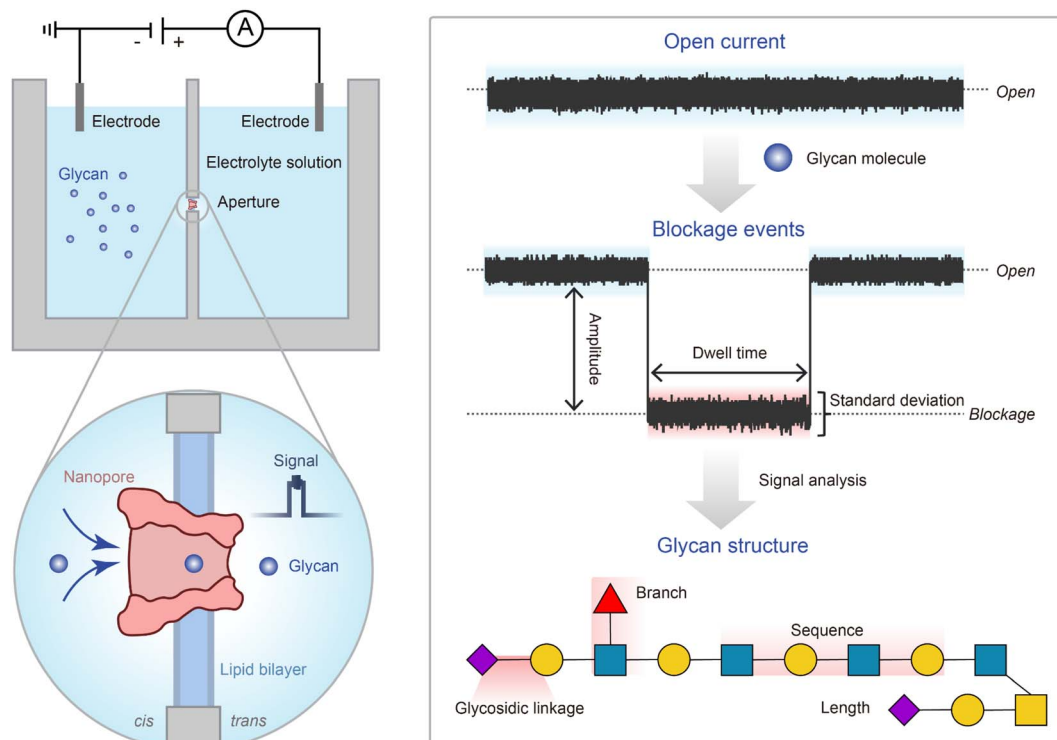 - +
A
Electrode
Electrode
Electrolyte solution
Glycan
Aperture
Nanopore
Signal
Glycan
Lipid bilayer
cis
trans
Open current
Open
Glycan molecule
Blockage events
Open
Amplitude
Dwell time
Standard deviation
Blockage
Signal analysis
Glycan structure
Branch
Sequence
Glycosidic linkage
Length